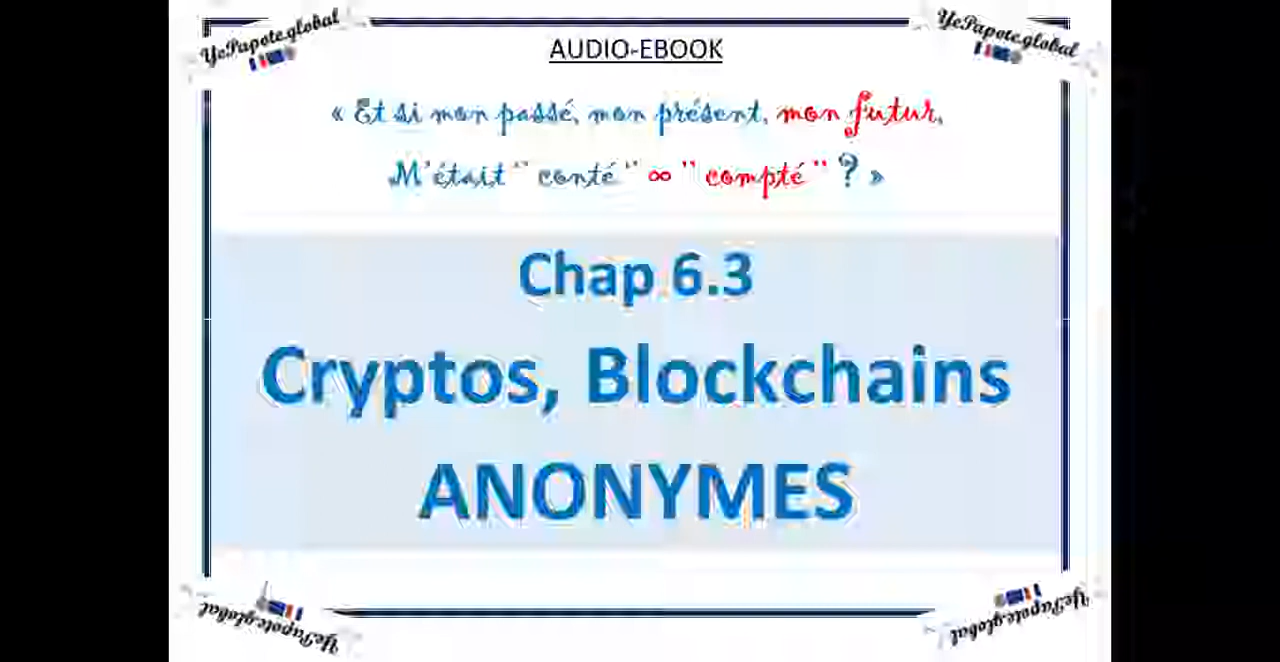 YePapote.global
YePapote.global
AUDIO-EBOOK
« Et si mon passé, mon présent, mon futur,
M'était " conté " ∞ " compté " ? »
Chap 6.3
Cryptos, Blockchains
ANONYMES
YePapote.global
YePapote.global